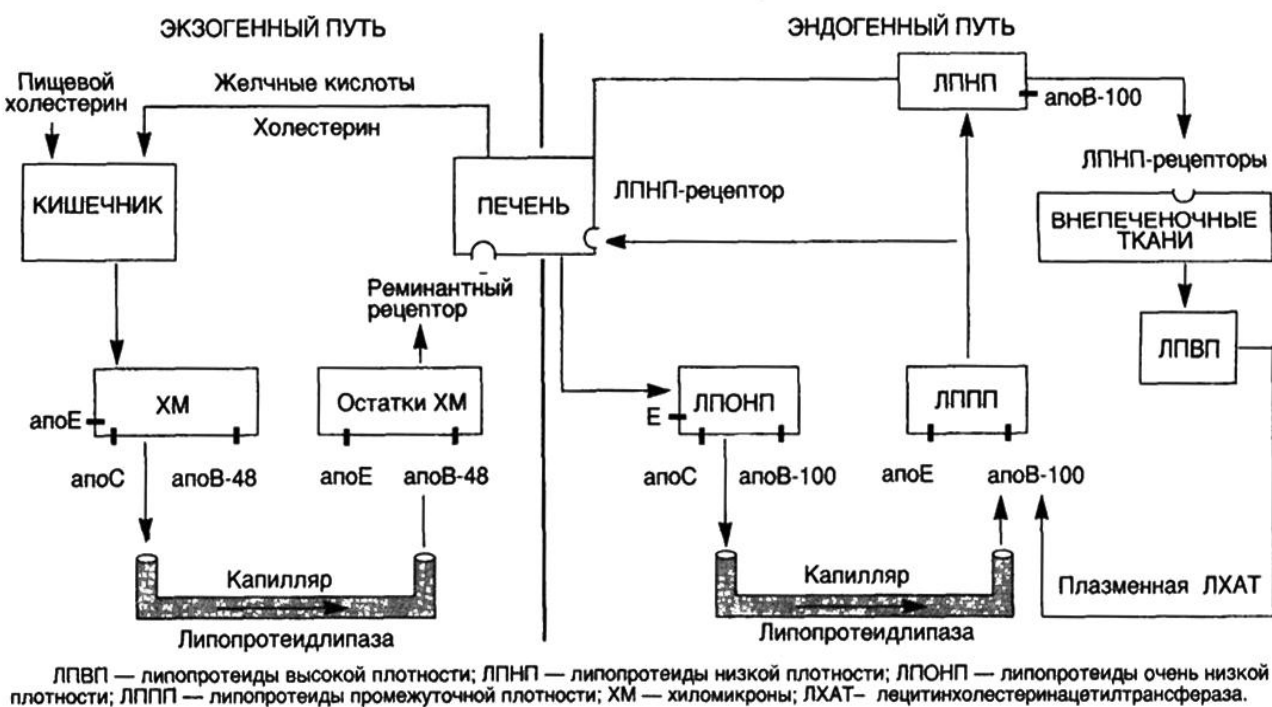 ЭКЗОГЕННЫЙ ПУТЬ
ЭНДОГЕННЫЙ ПУТЬ
Пищевой
холестерин
Желчные кислоты
Холестерин
ЛПНП
апоВ-100
ЛПНП-рецепторы
КИШЕЧНИК
ПЕЧЕНЬ
ЛПНП-рецептор
ВНЕПЕЧЕНОЧНЫЕ
ТКАНИ
Реминантный
рецептор
ЛПВП
ХМ
Остатки ХМ
ЛПОНП
ЛППП
апоЕ
Е
апоС
апоВ-48
апоЕ
апоВ-48
апоС
апоВ-100
апоЕ
апоВ-100
Капилляр
Липопротеидлипаза
Капилляр
Липопротеидлипаза
Плазменная ЛХАТ
ЛПВП — липопротеиды высокой плотности; ЛПНП — липопротеиды низкой плотности; ЛПОНП — липопротеиды очень низкой
плотности; ЛППП — липопротеиды промежуточной плотности; ХМ — хиломикроны; ЛХАТ– лецитинхолестеринацетилтрансфераза.